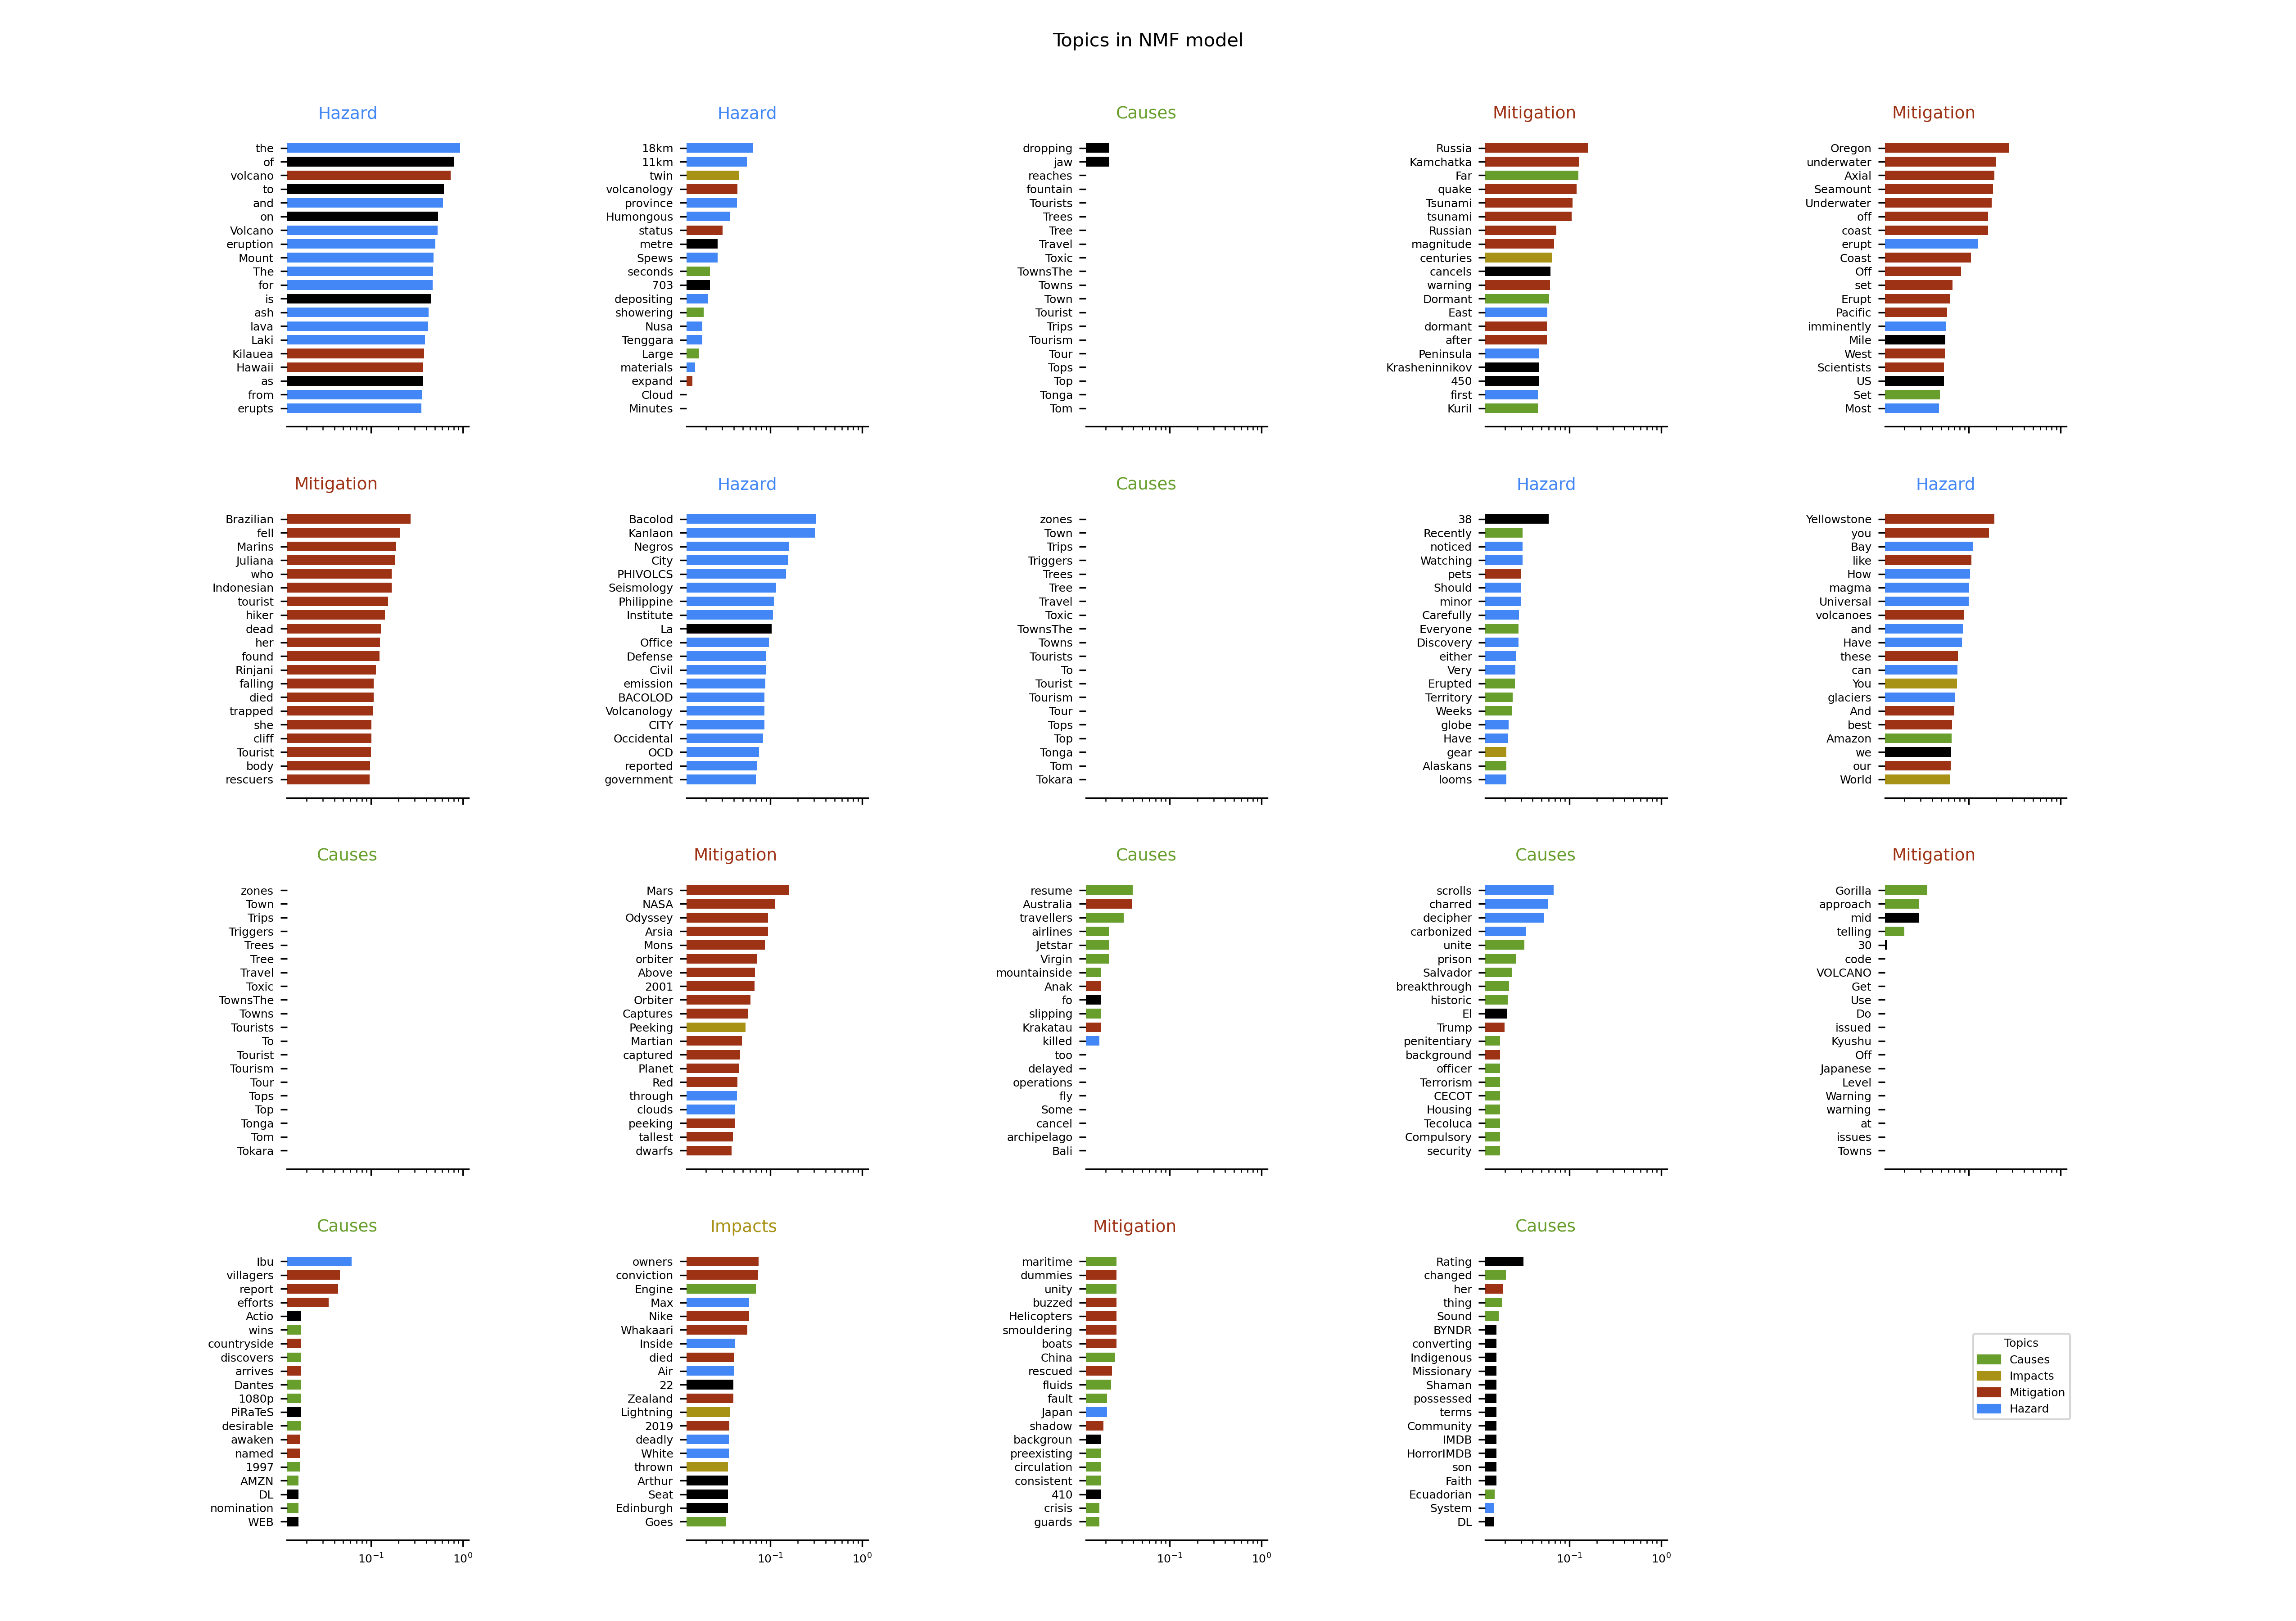 Topics in NMF model
Hazard
the
of
volcano
to
and
on
Volcano
eruption
Mount
The
for
is
ash
lava
Laki
Kilauea
Hawaii
as
from
erupts
Hazard
18km
11km
twin
volcanology
province
Humongous
status
metre
Spews
seconds
703
depositing
showering
Nusa
Tenggara
Large
materials
expand
Cloud
Minutes
Causes
dropping
jaw
reaches
fountain
Tourists
Trees
Tree
Travel
Toxic
TownsThe
Towns
Town
Tourist
Trips
Tourism
Tour
Tops
Top
Tonga
Tom
Mitigation
Russia
Kamchatka
Far
quake
Tsunami
tsunami
Russian
magnitude
centuries
cancels
warning
Dormant
East
dormant
after
Peninsula
Krasheninnikov
450
first
Kuril
Mitigation
Oregon
underwater
Axial
Seamount
Underwater
off
coast
erupt
Coast
Off
set
Erupt
Pacific
imminently
Mile
West
Scientists
US
Set
Most
Mitigation
Brazilian
fell
Marins
Juliana
who
Indonesian
tourist
hiker
dead
her
found
Rinjani
falling
died
trapped
she
cliff
Tourist
body
rescuers
Hazard
Bacolod
Kanlaon
Negros
City
PHIVOLCS
Seismology
Philippine
Institute
La
Office
Defense
Civil
emission
BACOLOD
Volcanology
CITY
Occidental
OCD
reported
government
Causes
zones
Town
Trips
Triggers
Trees
Tree
Travel
Toxic
TownsThe
Towns
Tourists
To
Tourist
Tourism
Tour
Tops
Top
Tonga
Tom
Tokara
Hazard
38
Recently
noticed
Watching
pets
Should
minor
Carefully
Everyone
Discovery
either
Very
Erupted
Territory
Weeks
globe
Have
gear
Alaskans
looms
Hazard
Yellowstone
you
Bay
like
How
magma
Universal
volcanoes
and
Have
these
can
You
glaciers
And
best
Amazon
we
our
World
Causes
zones
Town
Trips
Triggers
Trees
Tree
Travel
Toxic
TownsThe
Towns
Tourists
To
Tourist
Tourism
Tour
Tops
Top
Tonga
Tom
Tokara
Mitigation
Mars
NASA
Odyssey
Arsia
Mons
orbiter
Above
2001
Orbiter
Captures
Peeking
Martian
captured
Planet
Red
through
clouds
peeking
tallest
dwarfs
Causes
resume
Australia
travellers
airlines
Jetstar
Virgin
mountainside
Anak
fo
slipping
Krakatau
killed
too
delayed
operations
fly
Some
cancel
archipelago
Bali
Causes
scrolls
charred
decipher
carbonized
unite
prison
Salvador
breakthrough
historic
El
Trump
penitentiary
background
officer
Terrorism
CECOT
Housing
Tecoluca
Compulsory
security
Mitigation
Gorilla
approach
mid
telling
30
code
VOLCANO
Get
Use
Do
issued
Kyushu
Off
Japanese
Level
Warning
warning
at
issues
Towns
Causes
Ibu
villagers
report
efforts
Actio
wins
countryside
discovers
arrives
Dantes
1080p
PiRaTeS
desirable
awaken
named
1997
AMZN
DL
nomination
WEB
10⁻¹ 10⁰
Impacts
owners
conviction
Engine
Max
Nike
Whakaari
Inside
died
Air
22
Zealand
Lightning
2019
deadly
White
thrown
Arthur
Seat
Edinburgh
Goes
10⁻¹ 10⁰
Mitigation
maritime
dummies
unity
buzzed
Helicopters
smouldering
boats
China
rescued
fluids
fault
Japan
shadow
backgroun
preexisting
circulation
consistent
410
crisis
guards
10⁻¹ 10⁰
Causes
Rating
changed
her
thing
Sound
BYNDR
converting
Indigenous
Missionary
Shaman
possessed
terms
Community
IMDB
HorrorIMDB
son
Faith
Ecuadorian
System
DL
10⁻¹ 10⁰
Topics
Causes
Impacts
Mitigation
Hazard